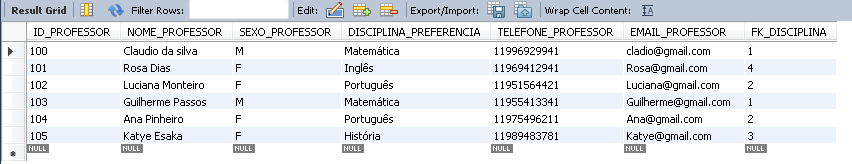 Result Grid Filter Rows: Edit: Export/Import: Wrap Cell Content:
ID_PROFESSOR NOME_PROFESSOR SEXO_PROFESSOR DISCIPLINA_PREFERENCIA TELEFONE_PROFESSOR EMAIL_PROFESSOR FK_DISCIPLINA
100 Claudio da silva M Matemática 11996929941 cladio@gmail.com 1
101 Rosa Dias F Inglês 11969412941 Rosa@gmail.com 4
102 Luciana Monteiro F Português 11951564421 Luciana@gmail.com 2
103 Guilherme Passos M Matemática 11955413341 Guilherme@gmail.com 1
104 Ana Pinheiro F Português 11975496211 Ana@gmail.com 2
105 Katye Esaka F História 11989483781 Katye@gmail.com 3
NULL NULL NULL NULL NULL NULL NULL